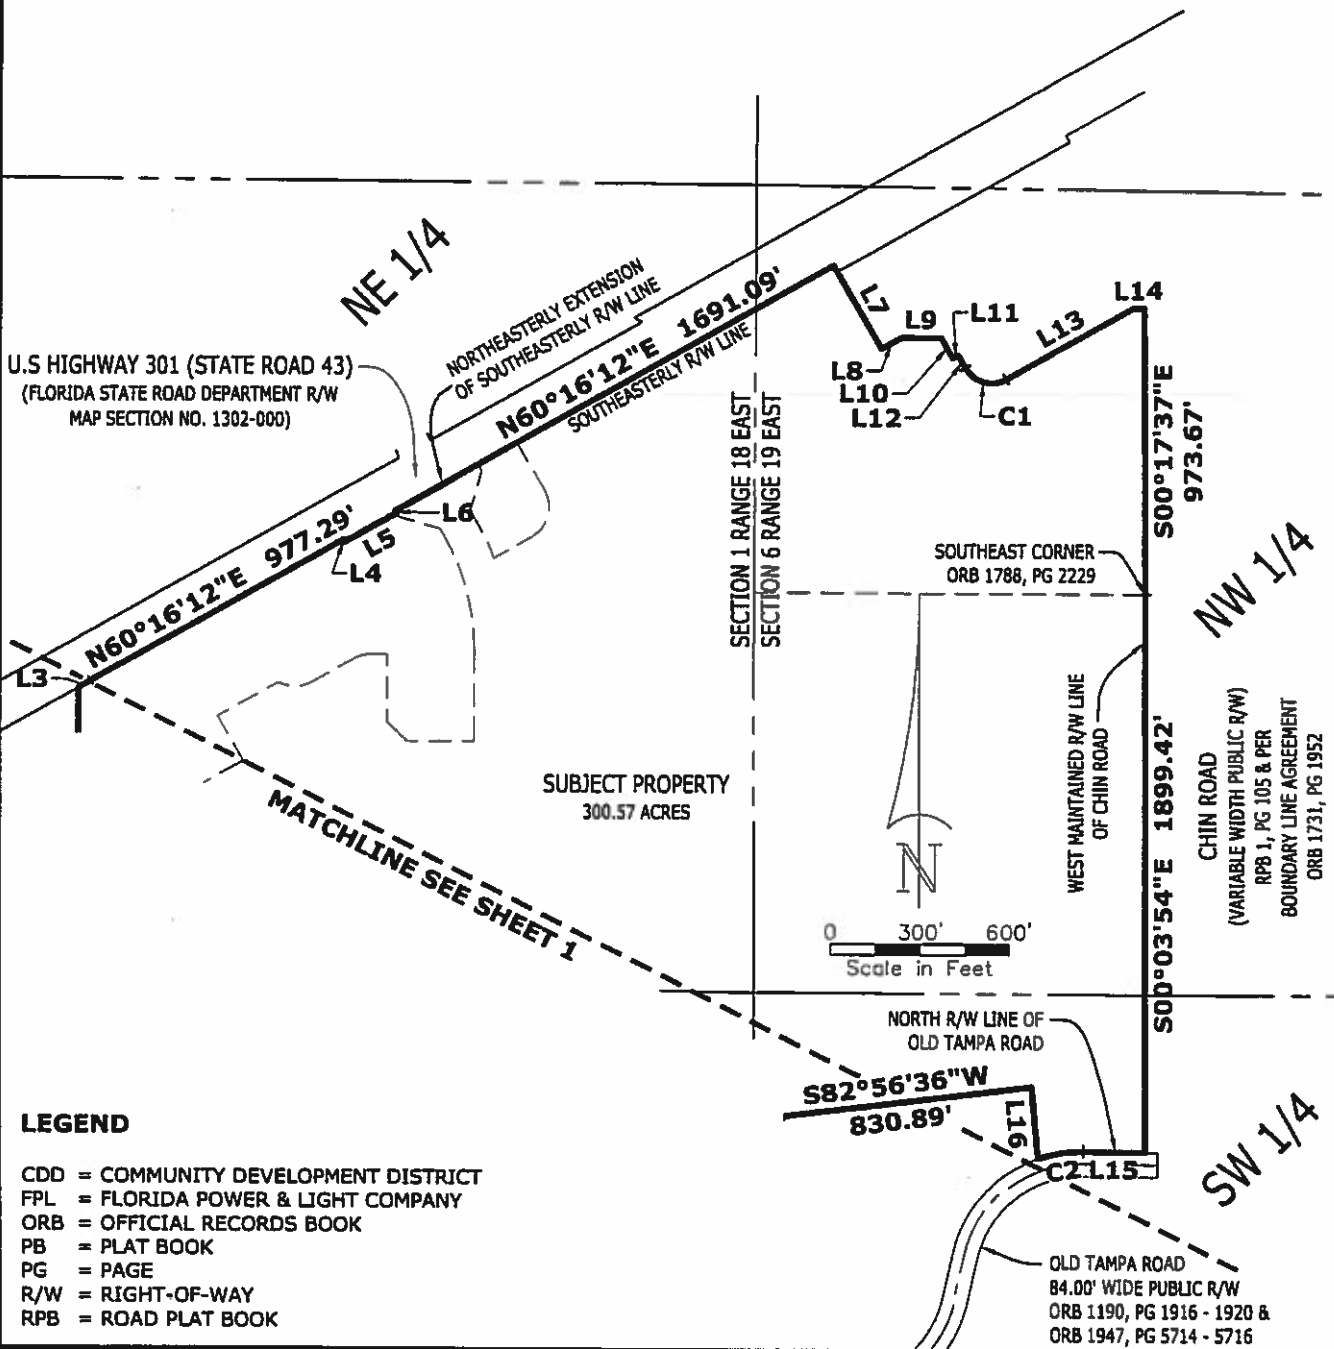 NE 1/4
U.S HIGHWAY 301 (STATE ROAD 43)
(FLORIDA STATE ROAD DEPARTMENT R/W
MAP SECTION NO. 1302-000)
NORTHEASTERLY EXTENSION
OF SOUTHEASTERLY R/W LINE
N60°16'12"E 1691.09'
SOUTHEASTERLY R/W LINE
L7
L8
L9
L10
L11
L12
C1
L13
L14
N60°16'12"E 977.29'
L3
L4
L5
L6
SECTION 1 RANGE 18 EAST
SECTION 6 RANGE 19 EAST
S00°17'37"E
973.67'
SOUTHEAST CORNER
ORB 1788, PG 2229
NW 1/4
WEST MAINTAINED R/W LINE
OF CHIN ROAD
S00°03'54"E 1899.42'
CHIN ROAD
(VARIABLE WIDTH PUBLIC R/W)
RPB 1, PG 105 & PER
BOUNDARY LINE AGREEMENT
ORB 1731, PG 1952
SUBJECT PROPERTY
300.57 ACRES
MATCHLINE SEE SHEET 1
N
0 300' 600'
Scale in Feet
NORTH R/W LINE OF
OLD TAMPA ROAD
S82°56'36"W
830.89'
L16
C2
L15
SW 1/4
OLD TAMPA ROAD
84.00' WIDE PUBLIC R/W
ORB 1190, PG 1916 - 1920 &
ORB 1947, PG 5714 - 5716
LEGEND
CDD = COMMUNITY DEVELOPMENT DISTRICT
FPL = FLORIDA POWER & LIGHT COMPANY
ORB = OFFICIAL RECORDS BOOK
PB = PLAT BOOK
PG = PAGE
R/W = RIGHT-OF-WAY
RPB = ROAD PLAT BOOK